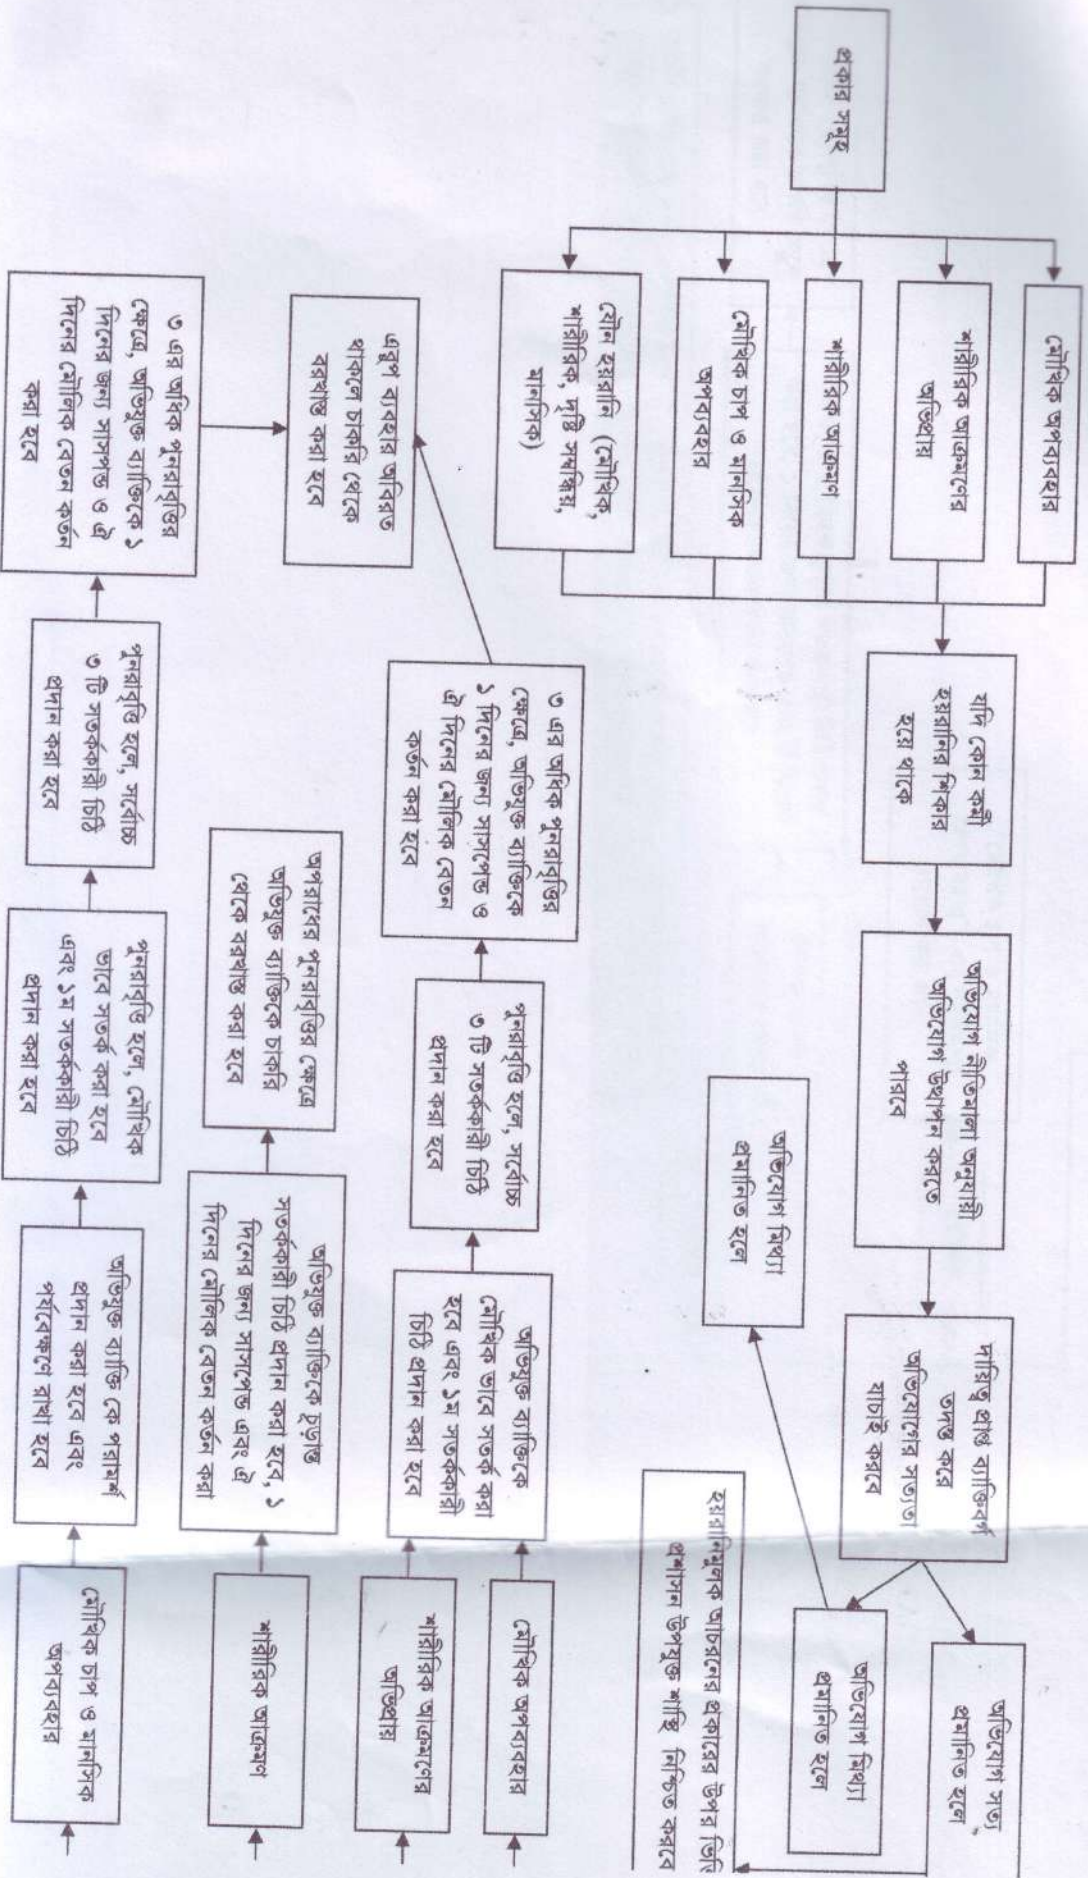 প্রকার সমূহ
মৌখিক অপব্যবহার
শারীরিক আক্রমণের
অভিপ্রায়
শারীরিক আক্রমণ
মৌখিক চাপ ও মানসিক
অপব্যবহার
যৌন হয়রানি (মৌখিক,
শারীরিক, দৃষ্টি সম্বন্ধিয়,
মানসিক)
যদি কোন কর্মী
হয়রানির শিকার
হয়ে থাকে
অভিযোগ নীতিমালা অনুযায়ী
অভিযোগ উত্থাপন করতে
পারবে
দায়িত্ব প্রাপ্ত ব্যাক্তিবর্গ
তদন্ত করে
অভিযোগের সত্যতা
যাচাই করবে
অভিযোগ সত্য
প্রমানিত হলে
অভিযোগ মিথ্যা
প্রমানিত হলে
অভিযোগ মিথ্যা
প্রমানিত হলে
হয়রানিমূলক আচরনের প্রকারের উপর ভিত্তি
প্রশাসন উপযুক্ত শাস্তি নিশ্চিত করবে
মৌখিক অপব্যবহার
শারীরিক আক্রমণের
অভিপ্রায়
অভিযুক্ত ব্যাক্তিকে
মৌখিক ভাবে সতর্ক করা
হবে এবং ১ম সতর্ককারী
চিঠি প্রদান করা হবে
পুনরাবৃত্তি হলে, সর্বোচ্চ
৩ টি সতর্ককারী চিঠি
প্রদান করা হবে
৩ এর অধিক পুনরাবৃত্তির
ক্ষেত্রে, অভিযুক্ত ব্যাক্তিকে
১ দিনের জন্য সাসপেন্ড ও
ঐ দিনের মৌলিক বেতন
কর্তন করা হবে
এরুপ ব্যবহার অবিরত
থাকলে চাকরি থেকে
বরখাস্ত করা হবে
শারীরিক আক্রমণ
অভিযুক্ত ব্যাক্তিকে চুড়ান্ত
সতর্ককারী চিঠি প্রদান করা হবে, ১
দিনের জন্য সাসপেন্ড এবং ঐ
দিনের মৌলিক বেতন কর্তন করা
অপরাধের পুনরাবৃত্তির ক্ষেত্রে
অভিযুক্ত ব্যাক্তিকে চাকরি
থেকে বরখাস্ত করা হবে
মৌখিক চাপ ও মানসিক
অপব্যবহার
অভিযুক্ত ব্যাক্তি কে পরামর্শ
প্রদান করা হবে এবং
পর্যবেক্ষণে রাখা হবে
পুনরাবৃত্তি হলে, মৌখিক
ভাবে সতর্ক করা হবে
এবং ১ম সতর্ককারী চিঠি
প্রদান করা হবে
পুনরাবৃত্তি হলে, সর্বোচ্চ
৩ টি সতর্ককারী চিঠি
প্রদান করা হবে
৩ এর অধিক পুনরাবৃত্তির
ক্ষেত্রে, অভিযুক্ত ব্যাক্তিকে ১
দিনের জন্য সাসপেন্ড ও ঐ
দিনের মৌলিক বেতন কর্তন
করা হবে